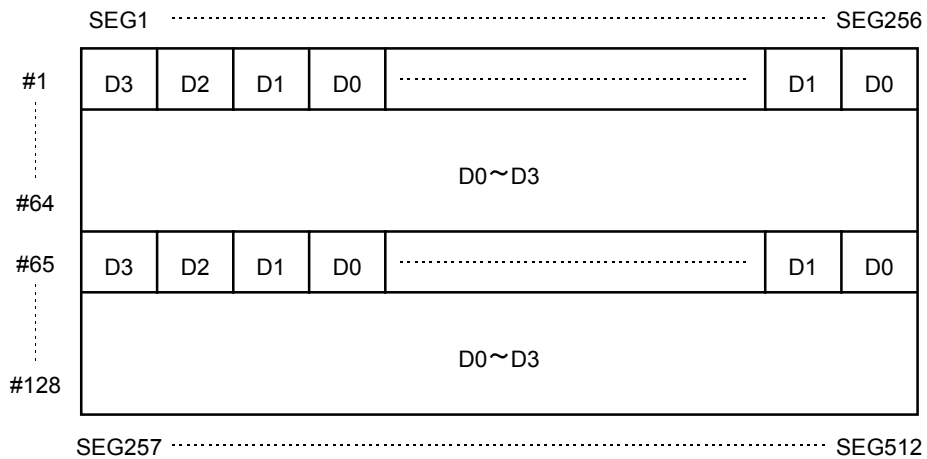 SEG1 SEG256
#1 D3 D2 D1 D0 D1 D0
D0~D3
#64
#65 D3 D2 D1 D0 D1 D0
D0~D3
#128
SEG257 SEG512